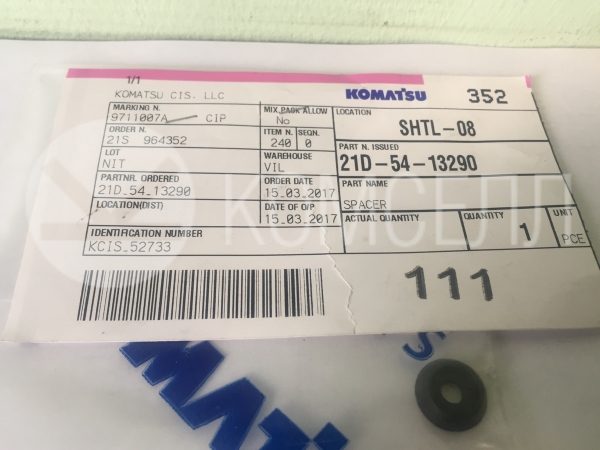 1/1
KOMATSU CIS. LLC
KOMATSU 352
MARKING N.
9711007A CIP
MIX PACK ALLOW
No
LOCATION
SHTL-08
ORDER N.
21S 964352
ITEM N. SEQN.
240 0
PART N. ISSUED
21D-54-13290
LOT
NIT
WAREHOUSE
VIL
PARTNR. ORDERED
21D_54_13290
ORDER DATE
15.03.2017
PART NAME
SPACER
LOCATION(DIST)
DATE OF O/P
15.03.2017
ACTUAL QUANTITY
QUANTITY
1
UNIT
PCE
IDENTIFICATION NUMBER
KCIS_52733
111
КОМСЕЛЛ